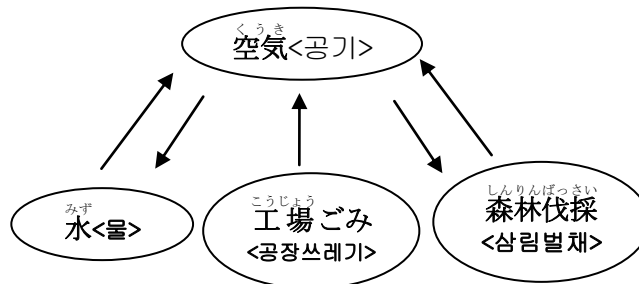 くうき
空気<공기>
みず
水<물>
こうじょう
工場ごみ
<공장쓰레기>
しんりんばっさい
森林伐採
<삼림벌채>